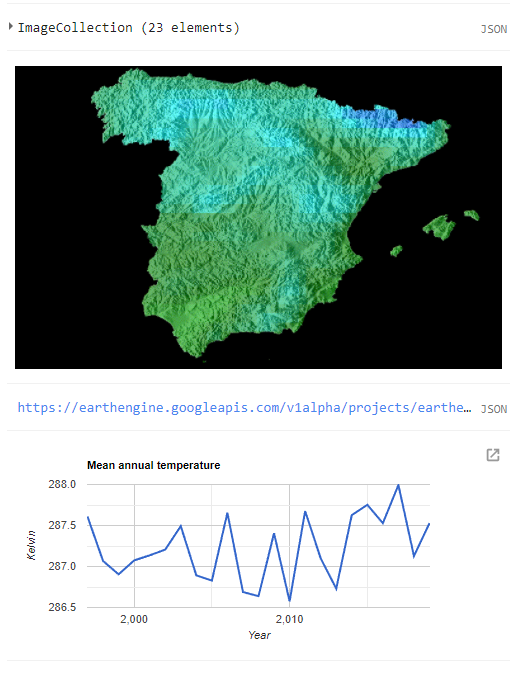 ImageCollection (23 elements)
JSON
https://earthengine.googleapis.com/v1alpha/projects/earthe…
JSON
Mean annual temperature
288.0
287.5
287.0
286.5
Kelvin
2,000
2,010
Year